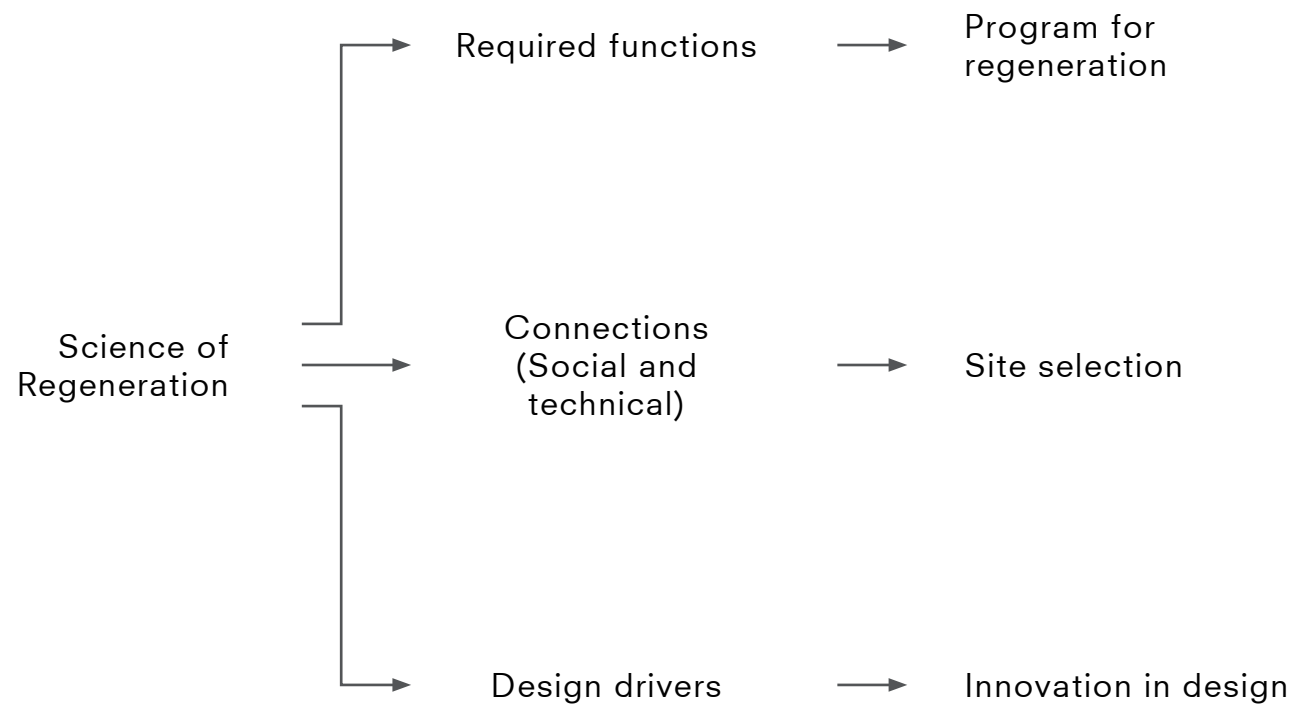 Required functions
Program for
regeneration
Science of
Regeneration
Connections
(Social and
technical)
Site selection
Design drivers
Innovation in design